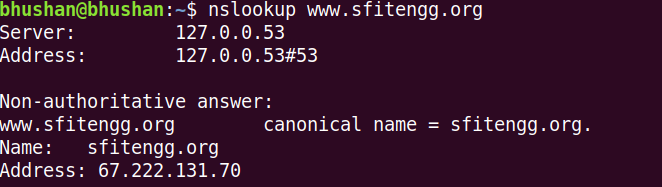 bhushan@bhushan:~$ nslookup www.sfitengg.org
Server:         127.0.0.53
Address:        127.0.0.53#53

Non-authoritative answer:
www.sfitengg.org        canonical name = sfitengg.org.
Name:   sfitengg.org
Address: 67.222.131.70